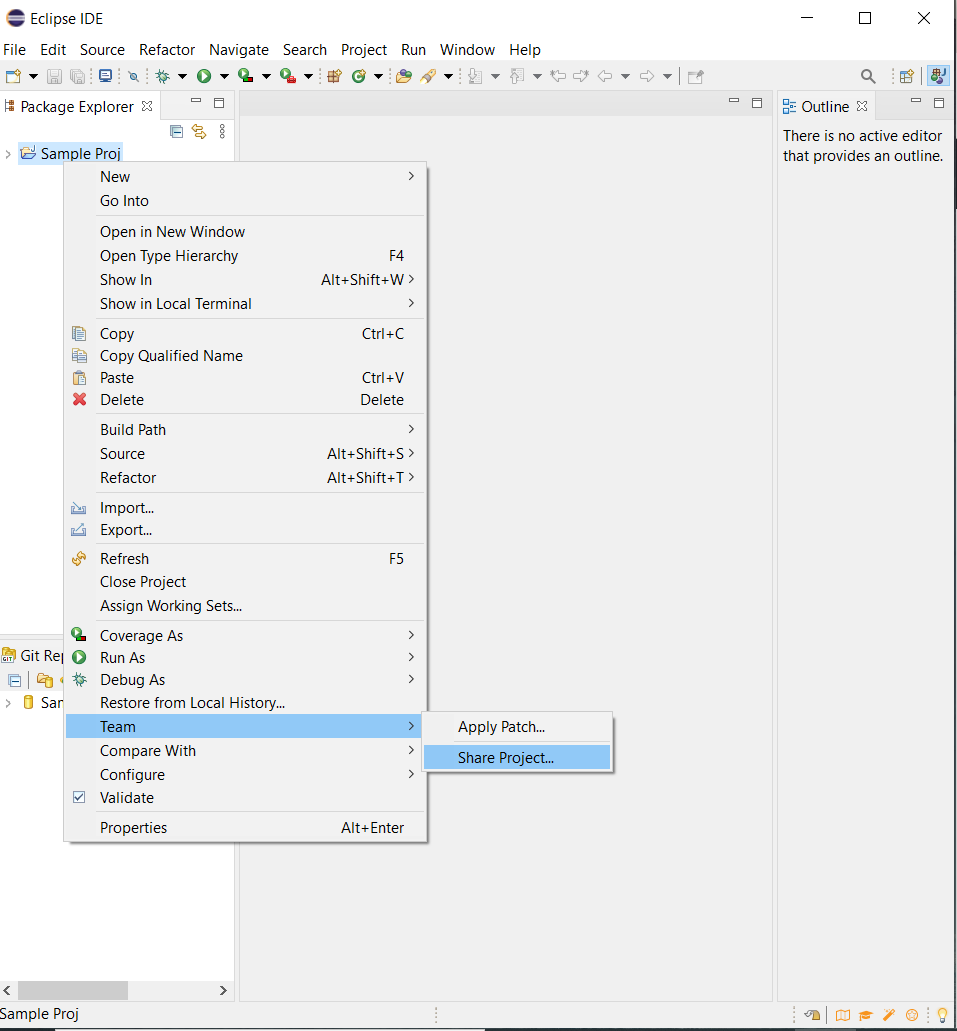 Eclipse IDE
File Edit Source Refactor Navigate Search Project Run Window Help
Package Explorer
Sample Proj
New
Go Into
Open in New Window
Open Type Hierarchy F4
Show In Alt+Shift+W
Show in Local Terminal
Copy Ctrl+C
Copy Qualified Name
Paste Ctrl+V
Delete Delete
Build Path
Source Alt+Shift+S
Refactor Alt+Shift+T
Import...
Export...
Refresh F5
Close Project
Assign Working Sets...
Coverage As
Run As
Debug As
Restore from Local History...
Team
Compare With
Configure
Validate
Properties Alt+Enter
Apply Patch...
Share Project...
GIT Git Rep
Sam
Outline
There is no active editor
that provides an outline.
Sample Proj